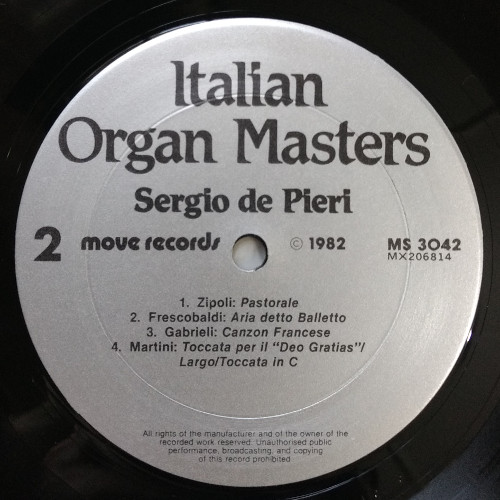 Italian
Organ Masters
Sergio de Pieri
2 move records © 1982 MS 3042
MX206814
1. Zipoli: Pastorale
2. Frescobaldi: Aria detto Balletto
3. Gabrieli: Canzon Francese
4. Martini: Toccata per il "Deo Gratias"/
Largo/Toccata in C
All rights of the manufacturer and of the owner of the
recorded work reserved. Unauthorised public
performance, broadcasting, and copying
of this record prohibited